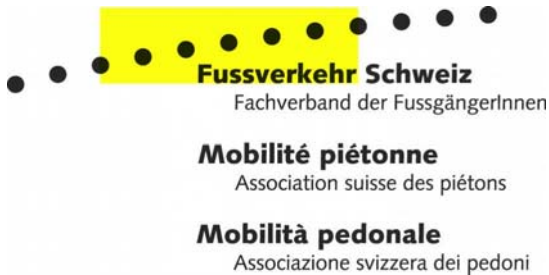 Fussverkehr Schweiz
Fachverband der FussgängerInnen
Mobilité piétonne
Association suisse des piétons
Mobilità pedonale
Associazione svizzera dei pedoni